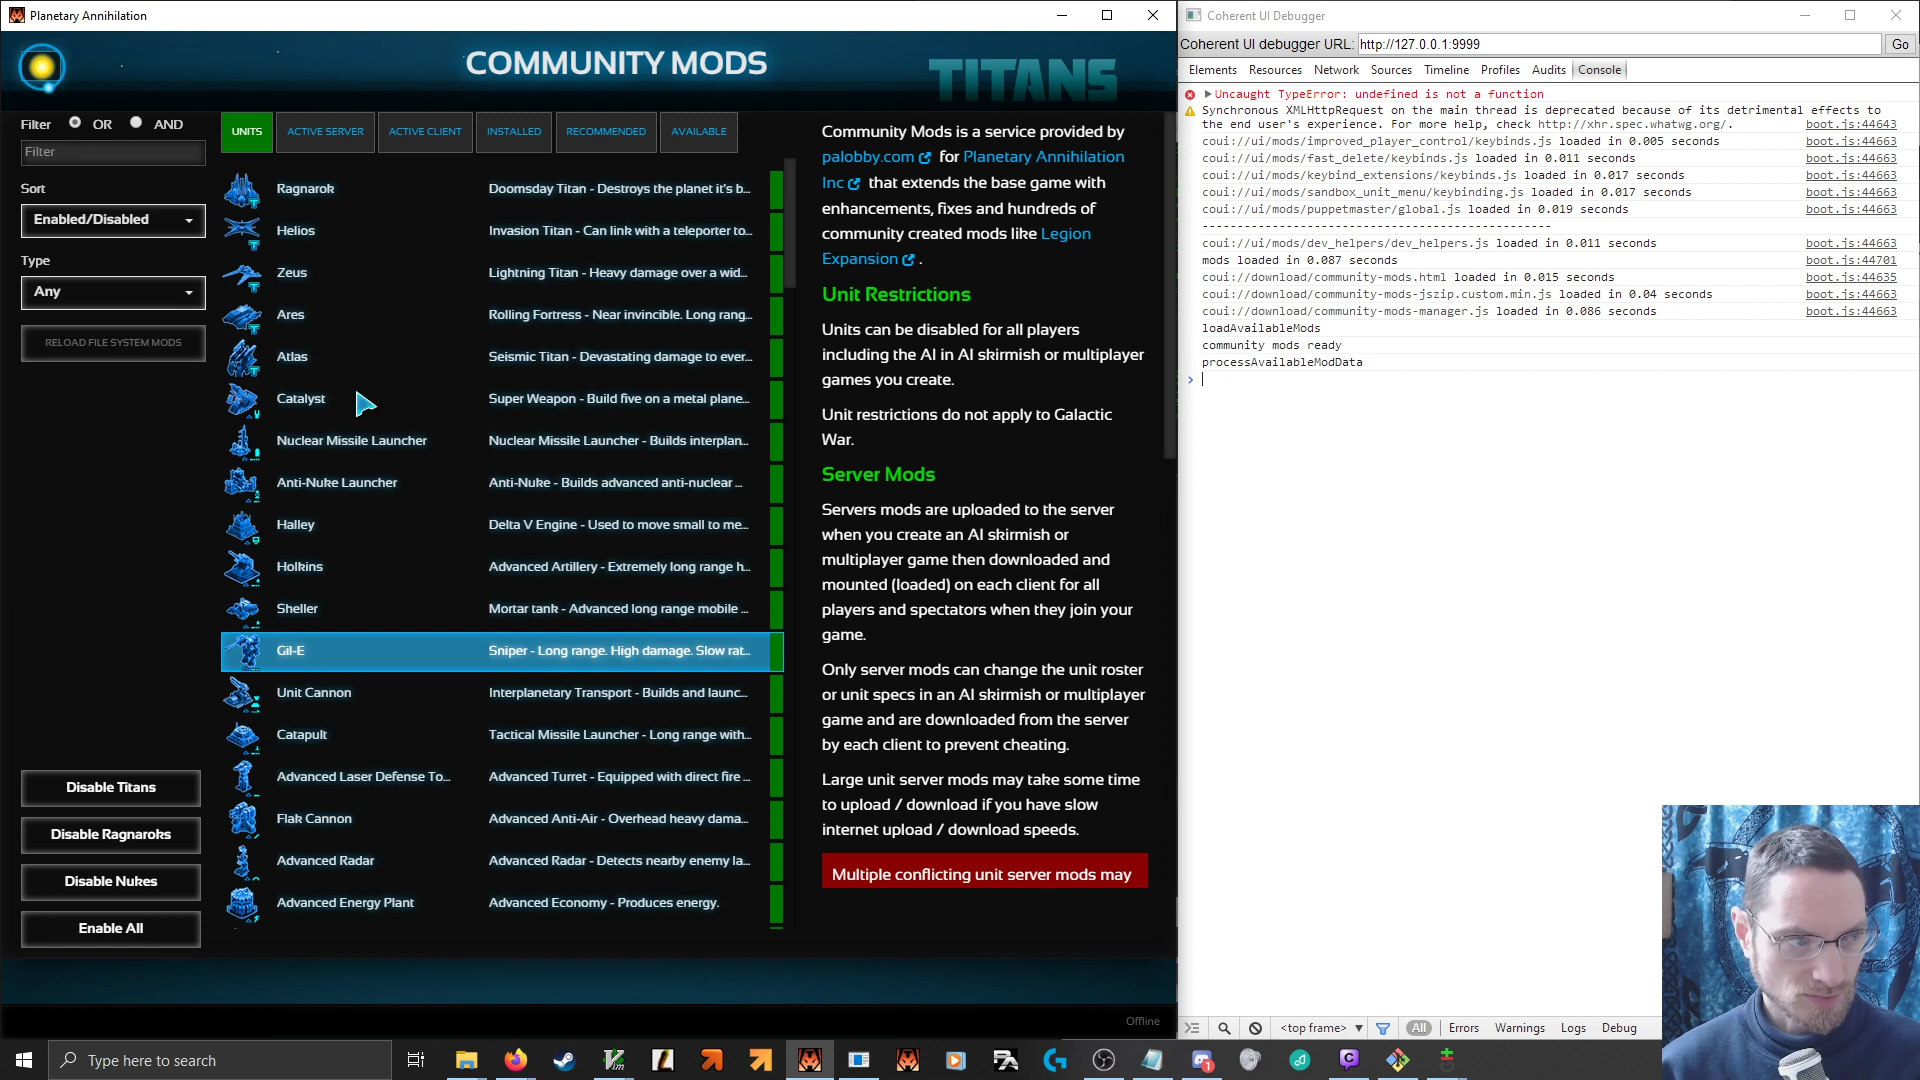 Planetary Annihilation
COMMUNITY MODS
TITANS
Filter
OR
AND
Filter
Sort
Enabled/Disabled
Type
Any
RELOAD FILE SYSTEM MODS
Disable Titans
Disable Ragnaroks
Disable Nukes
Enable All
UNITS
ACTIVE SERVER
ACTIVE CLIENT
INSTALLED
RECOMMENDED
AVAILABLE
Ragnarok Doomsday Titan - Destroys the planet it's b...
Helios Invasion Titan - Can link with a teleporter to...
Zeus Lightning Titan - Heavy damage over a wid...
Ares Rolling Fortress - Near invincible. Long rang...
Atlas Seismic Titan - Devastating damage to ever...
Catalyst Super Weapon - Build five on a metal plane...
Nuclear Missile Launcher Nuclear Missile Launcher - Builds interplan...
Anti-Nuke Launcher Anti-Nuke - Builds advanced anti-nuclear ...
Halley Delta V Engine - Used to move small to me...
Holkins Advanced Artillery - Extremely long range h...
Sheller Mortar tank - Advanced long range mobile ...
Gil-E Sniper - Long range. High damage. Slow rat...
Unit Cannon Interplanetary Transport - Builds and launc...
Catapult Tactical Missile Launcher - Long range with...
Advanced Laser Defense To... Advanced Turret - Equipped with direct fire ...
Flak Cannon Advanced Anti-Air - Overhead heavy dama...
Advanced Radar Advanced Radar - Detects nearby enemy la...
Advanced Energy Plant Advanced Economy - Produces energy.
Community Mods is a service provided by
palobby.com for Planetary Annihilation
Inc that extends the base game with
enhancements, fixes and hundreds of
community created mods like Legion
Expansion .
Unit Restrictions
Units can be disabled for all players
including the AI in AI skirmish or multiplayer
games you create.
Unit restrictions do not apply to Galactic
War.
Server Mods
Servers mods are uploaded to the server
when you create an AI skirmish or
multiplayer game then downloaded and
mounted (loaded) on each client for all
players and spectators when they join your
game.
Only server mods can change the unit roster
or unit specs in an AI skirmish or multiplayer
game and are downloaded from the server
by each client to prevent cheating.
Large unit server mods may take some time
to upload / download if you have slow
internet upload / download speeds.
Multiple conflicting unit server mods may
Offline
Coherent UI Debugger
Coherent UI debugger URL: http://127.0.0.1:9999 Go
Elements Resources Network Sources Timeline Profiles Audits Console
Uncaught TypeError: undefined is not a function
Synchronous XMLHttpRequest on the main thread is deprecated because of its detrimental effects to
the end user's experience. For more help, check http://xhr.spec.whatwg.org/. boot.js:44643
coui://ui/mods/improved_player_control/keybinds.js loaded in 0.005 seconds boot.js:44663
coui://ui/mods/fast_delete/keybinds.js loaded in 0.011 seconds boot.js:44663
coui://ui/mods/keybind_extensions/keybinds.js loaded in 0.017 seconds boot.js:44663
coui://ui/mods/sandbox_unit_menu/keybinding.js loaded in 0.017 seconds boot.js:44663
coui://ui/mods/puppetmaster/global.js loaded in 0.019 seconds boot.js:44663
--------------------------------------------------
coui://ui/mods/dev_helpers/dev_helpers.js loaded in 0.011 seconds boot.js:44663
mods loaded in 0.087 seconds boot.js:44701
coui://download/community-mods.html loaded in 0.015 seconds boot.js:44635
coui://download/community-mods-jszip.custom.min.js loaded in 0.04 seconds boot.js:44663
coui://download/community-mods-manager.js loaded in 0.086 seconds boot.js:44663
loadAvailableMods
community mods ready
processAvailableModData
<top frame> All Errors Warnings Logs Debug
Type here to search